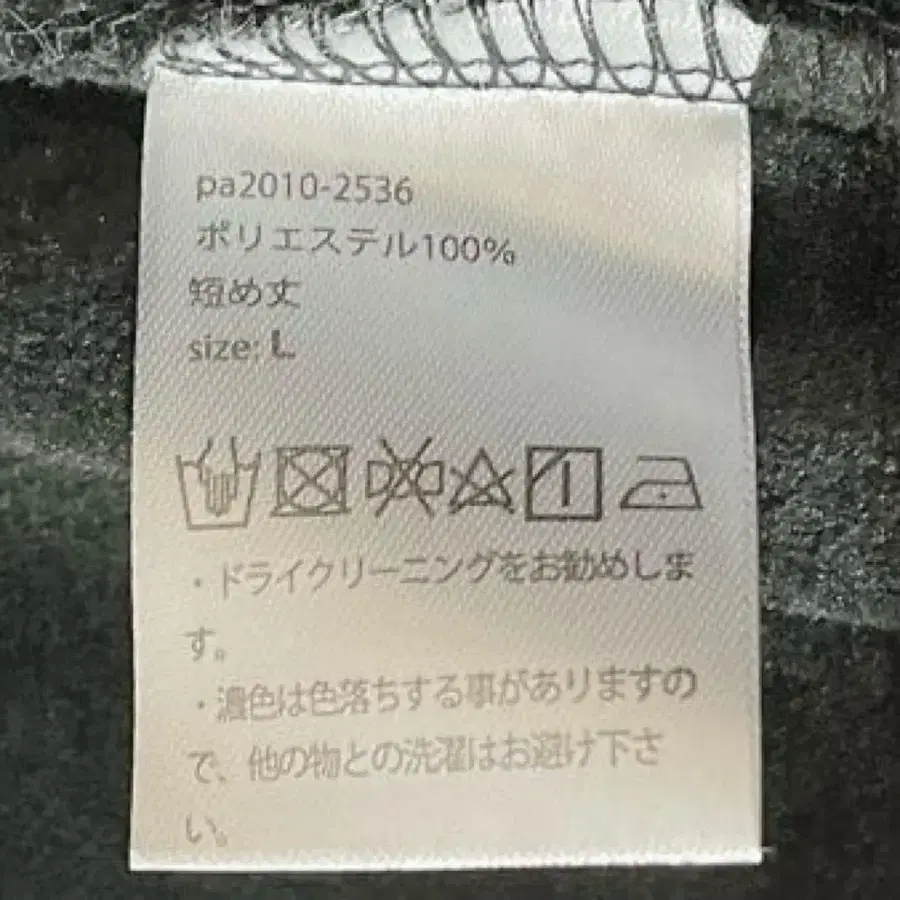 pa2010-2536
ポリエステル100%
短め丈
size: L
・ドライクリーニングをお勧めしま
す。
・濃色は色落ちする事がありますの
で、他の物との洗濯はお避け下さ
い。